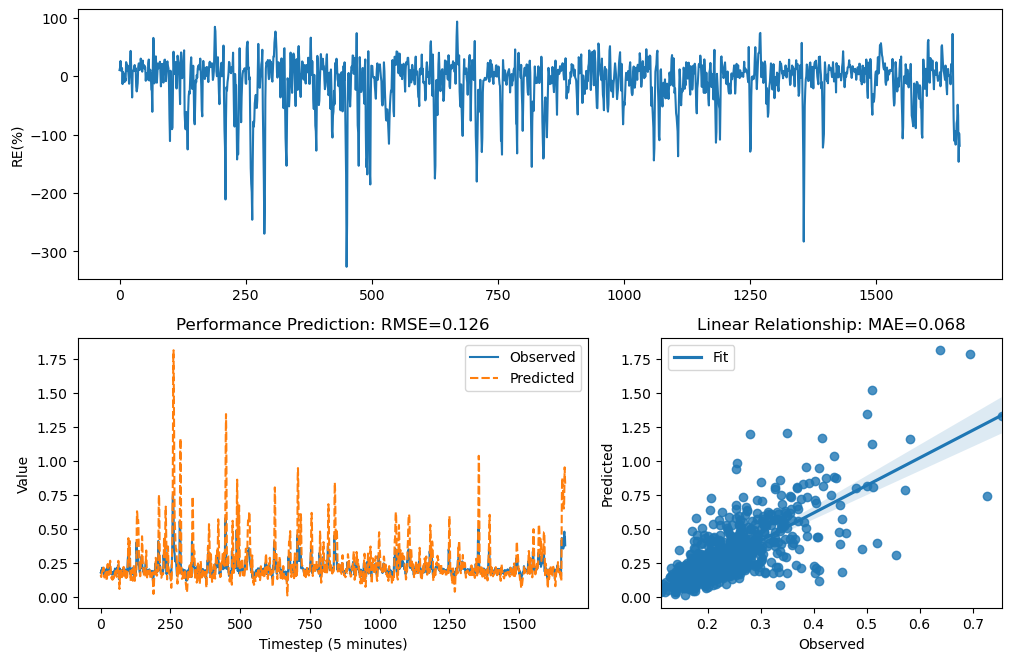 100
0
−100
−200
−300
RE(%)
0 250 500 750 1000 1250 1500
Performance Prediction: RMSE=0.126
Observed
Predicted
1.75
1.50
1.25
1.00
0.75
0.50
0.25
0.00
Value
0 250 500 750 1000 1250 1500
Timestep (5 minutes)
Linear Relationship: MAE=0.068
Fit
1.75
1.50
1.25
1.00
0.75
0.50
0.25
0.00
Predicted
0.2 0.3 0.4 0.5 0.6 0.7
Observed